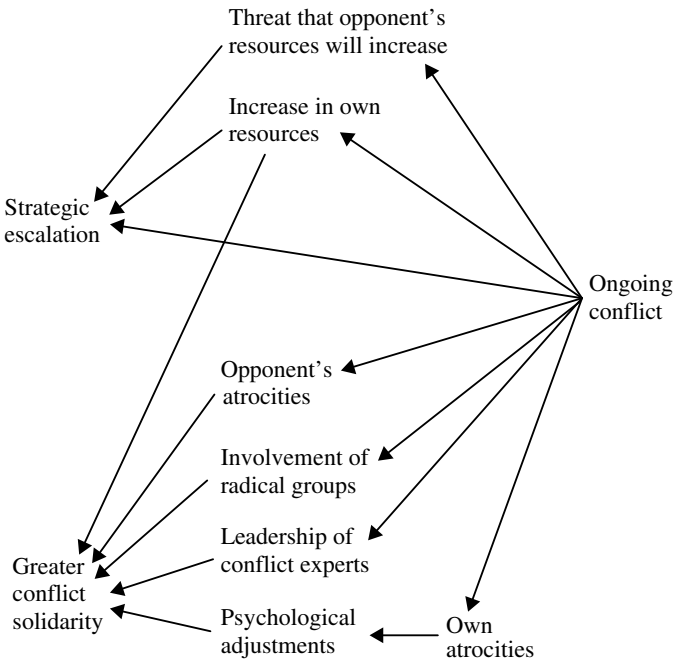 Threat that opponent’s
resources will increase
Increase in own
resources
Strategic
escalation
Ongoing
conflict
Opponent’s
atrocities
Involvement of
radical groups
Leadership of
conflict experts
Greater
conflict
solidarity
Psychological
adjustments
Own
atrocities